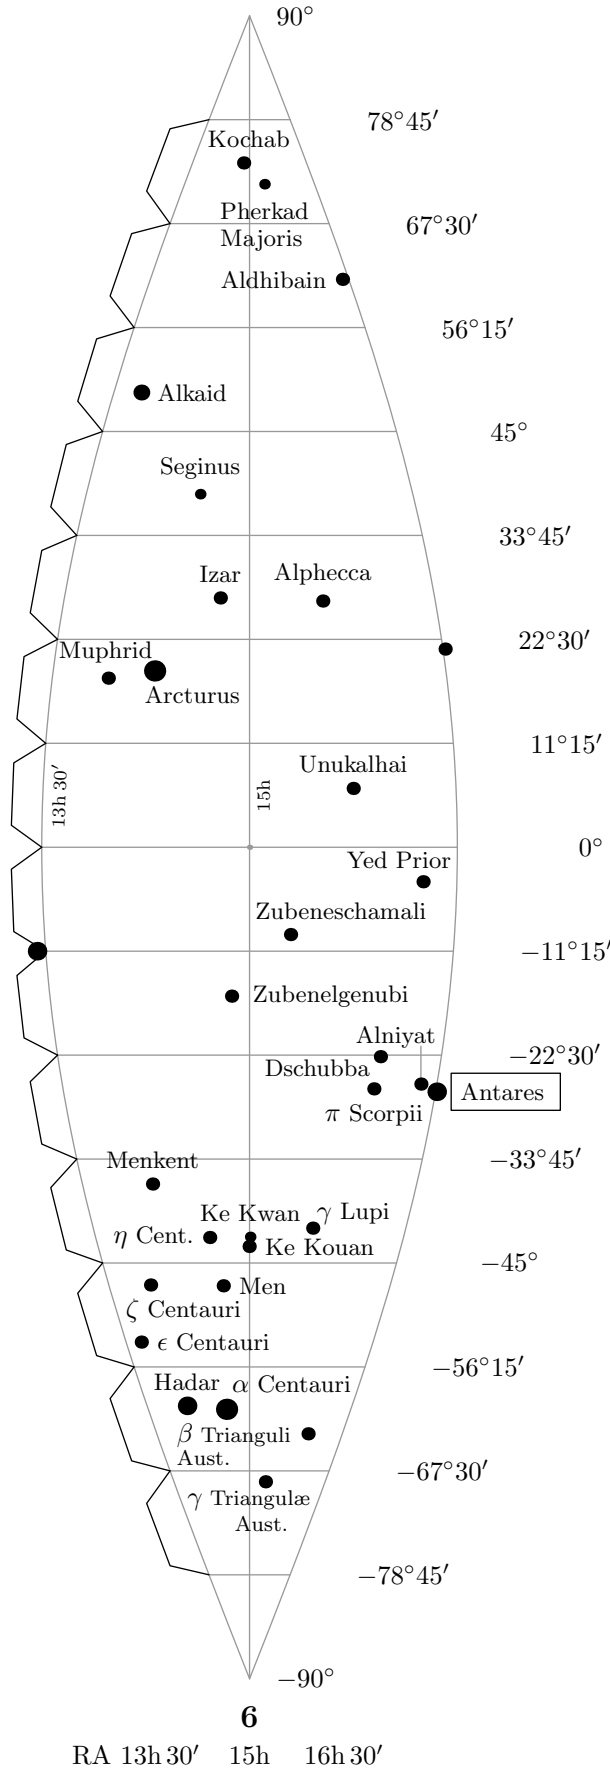 90°
78°45′
Kochab
Pherkad
Majoris
67°30′
Aldhibain
56°15′
Alkaid
45°
Seginus
33°45′
Izar
Alphecca
22°30′
Muphrid
Arcturus
11°15′
Unukalhai
13h 30′
15h
0°
Yed Prior
Zubeneschamali
−11°15′
Zubenelgenubi
Alniyat
−22°30′
Dschubba
Antares
π Scorpii
−33°45′
Menkent
Ke Kwan
γ Lupi
η Cent.
Ke Kouan
−45°
Men
ζ Centauri
ϵ Centauri
−56°15′
Hadar
α Centauri
β Trianguli
Aust.
−67°30′
γ Triangulæ
Aust.
−78°45′
−90°
6
RA 13h 30′ 15h 16h 30′